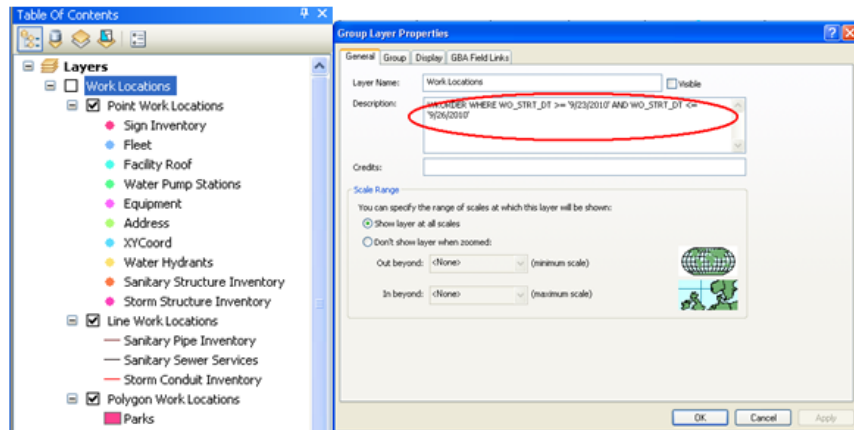 Table Of Contents
Layers
Work Locations
Point Work Locations
Sign Inventory
Fleet
Facility Roof
Water Pump Stations
Equipment
Address
XYCoord
Water Hydrants
Sanitary Structure Inventory
Storm Structure Inventory
Line Work Locations
Sanitary Pipe Inventory
Sanitary Sewer Services
Storm Conduit Inventory
Polygon Work Locations
Parks
Group Layer Properties
General Group Display GBA Field Links
Layer Name: Work Locations Visible
Description: WHERE WO_STRT_DT >= '9/23/2010' AND WO_STRT_DT <=
'9/26/2010'
Credits:
Scale Range
You can specify the range of scales at which this layer will be shown:
Show layer at all scales
Don't show layer when zoomed:
Out beyond: <None> (minimum scale)
In beyond: <None> (maximum scale)
OK Cancel Apply